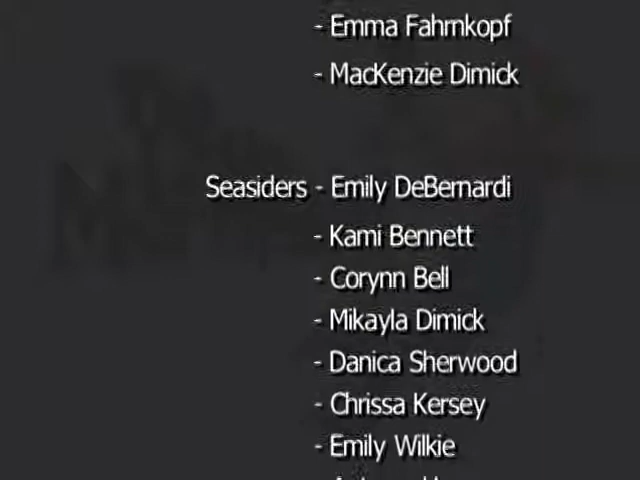 - Emma Fahrnkopf
- MacKenzie Dimick
Seasiders - Emily DeBernardi
- Kami Bennett
- Corynn Bell
- Mikayla Dimick
- Danica Sherwood
- Chrissa Kersey
- Emily Wilkie